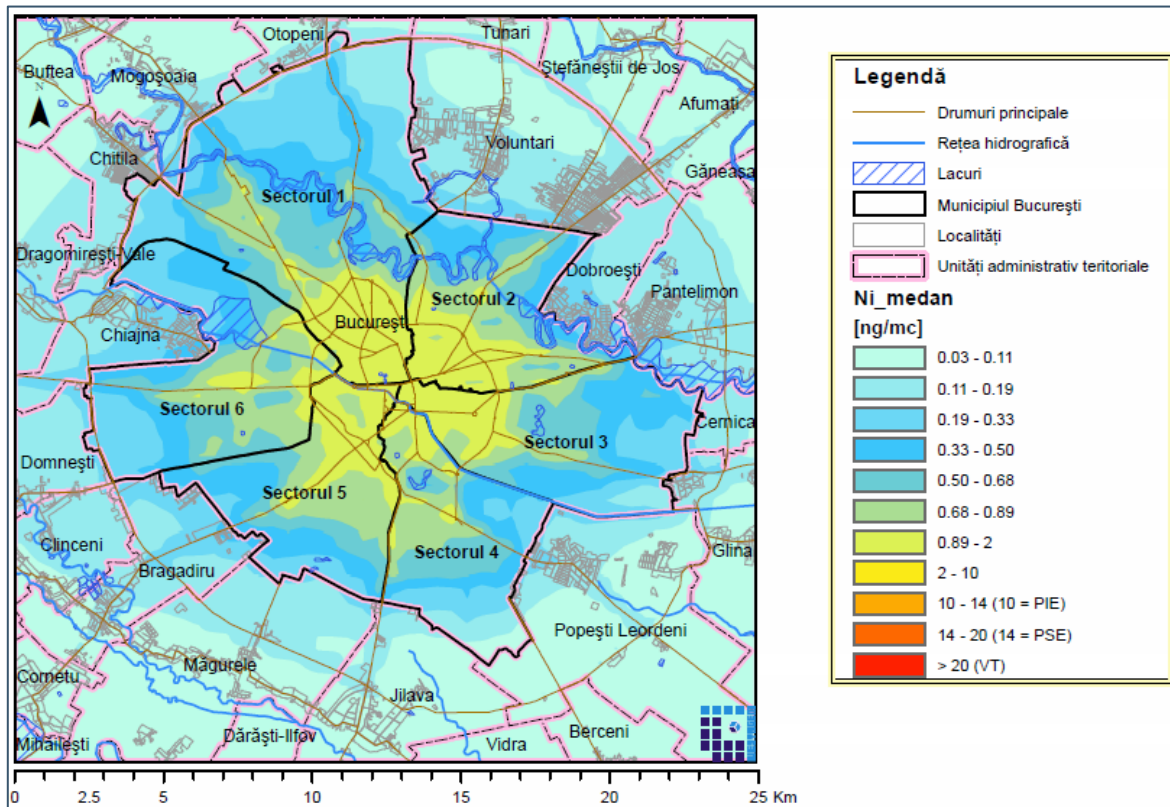 Otopeni
Tunari
Buftea
Mogoşoaia
Ştefăneştii de Jos
Afumaţi
N
Voluntari
Chitila
Găneasa
Sectorul 1
Dragomireşti-Vale
Dobroeşti
Sectorul 2
Pantelimon
Bucureşti
Chiajna
Sectorul 6
Cernica
Sectorul 3
Domneşti
Sectorul 5
Clinceni
Sectorul 4
Glina
Bragadiru
Popeşti Leordeni
Măgurele
Cornetu
Jilava
Dărăşti-Ilfov
Berceni
Mihăileşti
Vidra
0 2.5 5 10 15 20 25 Km
Legendă
Drumuri principale
Reţea hidrografică
Lacuri
Municipiul Bucureşti
Localităţi
Unităţi administrativ teritoriale
Ni_medan
[ng/mc]
0.03 - 0.11
0.11 - 0.19
0.19 - 0.33
0.33 - 0.50
0.50 - 0.68
0.68 - 0.89
0.89 - 2
2 - 10
10 - 14 (10 = PIE)
14 - 20 (14 = PSE)
> 20 (VT)